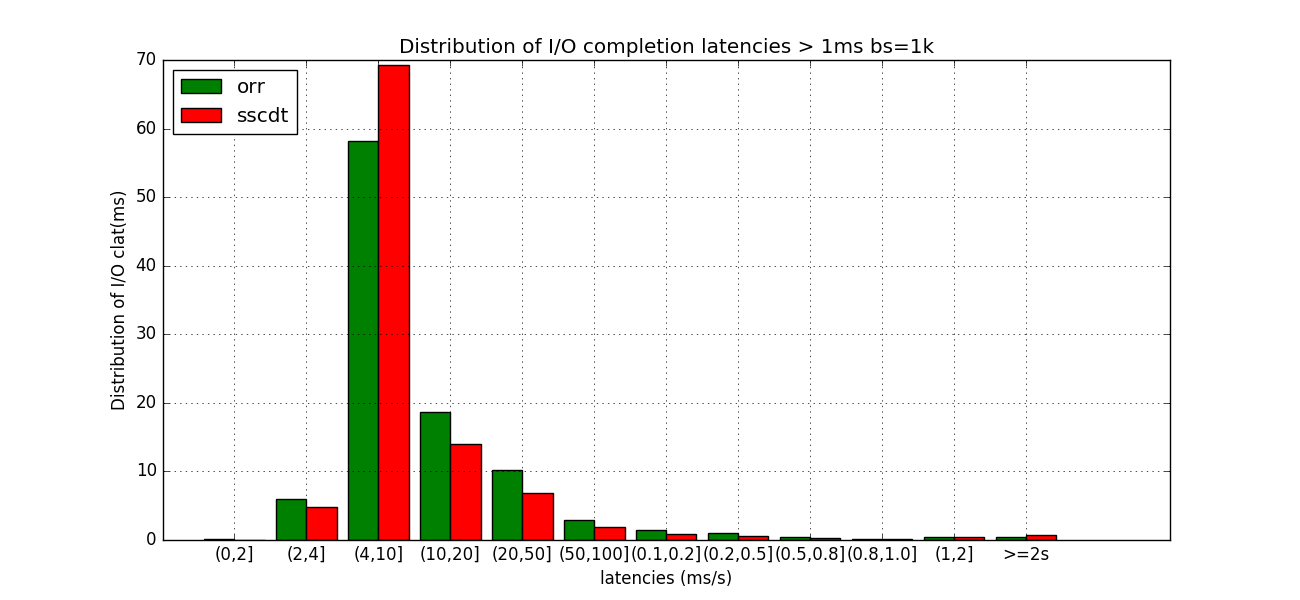 Distribution of I/O completion latencies > 1ms bs=1k
orr
sscdt
70
60
50
40
30
20
10
0
Distribution of I/O clat(ms)
(0,2] (2,4] (4,10] (10,20] (20,50] (50,100] (0.1,0.2] (0.2,0.5] (0.5,0.8] (0.8,1.0] (1,2] >=2s
latencies (ms/s)